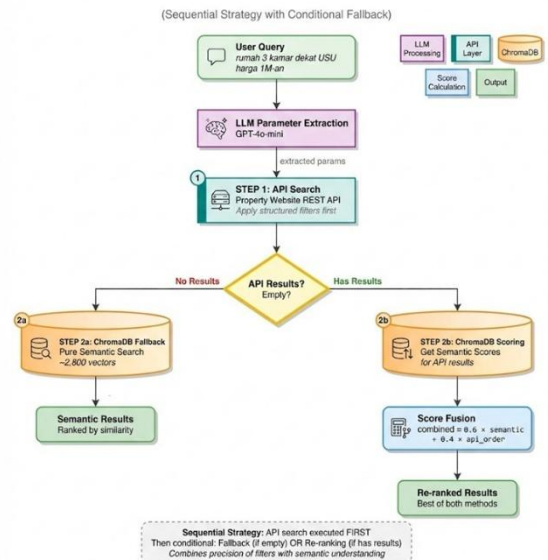 (Sequential Strategy with Conditional Fallback)
User Query
rumah 3 kamar dekat USU
harga 1M-an
LLM
Processing
API
Layer
ChromaDB
Score
Calculation
Output
LLM Parameter Extraction
GPT-4o-mini
extracted params
1
STEP 1: API Search
Property Website REST API
Apply structured filters first
No Results
API Results?
Empty?
Has Results
2a
STEP 2a: ChromaDB Fallback
Pure Semantic Search
~2.800 vectors
2b
STEP 2b: ChromaDB Scoring
Get Semantic Scores
for API results
Semantic Results
Ranked by similarity
Score Fusion
combined = 0.6 × semantic
+ 0.4 × api_order
Re-ranked Results
Best of both methods
Sequential Strategy: API search executed FIRST
Then conditional: Fallback (if empty) OR Re-ranking (if has results)
Combines precision of filters with semantic understanding